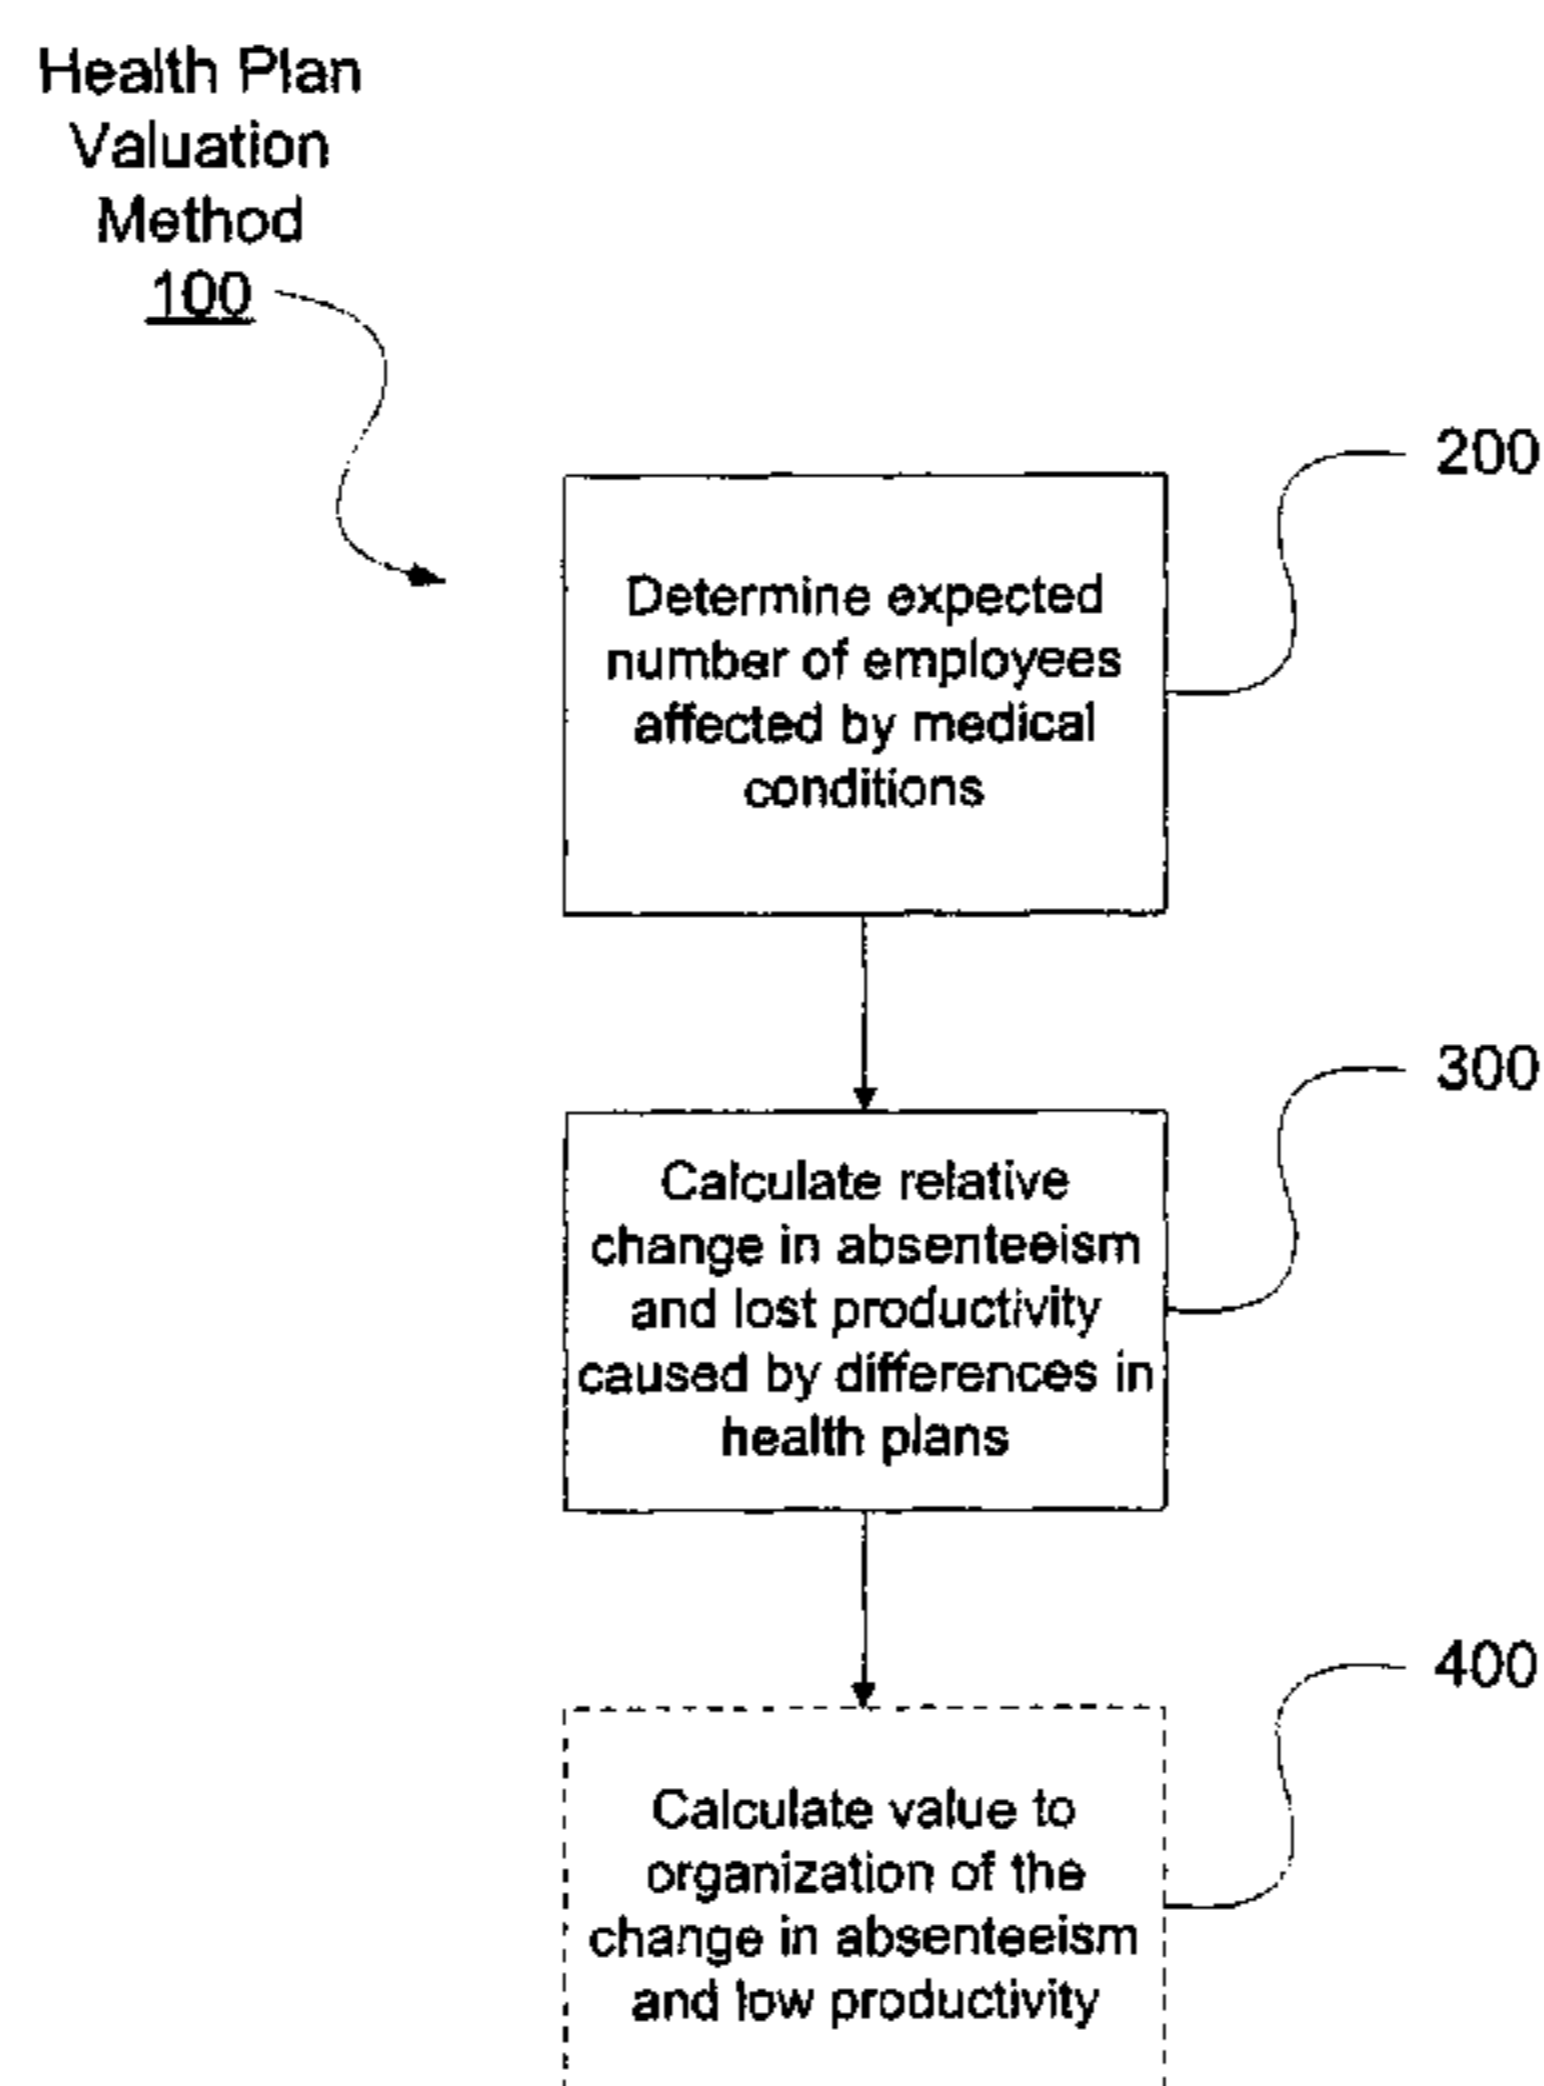 Health Plan
Valuation
Method
100
200
Determine expected
number of employees
affected by medical
conditions
300
Calculate relative
change in absenteeism
and lost productivity
caused by differences in
health plans
400
Calculate value to
organization of the
change in absenteeism
and low productivity